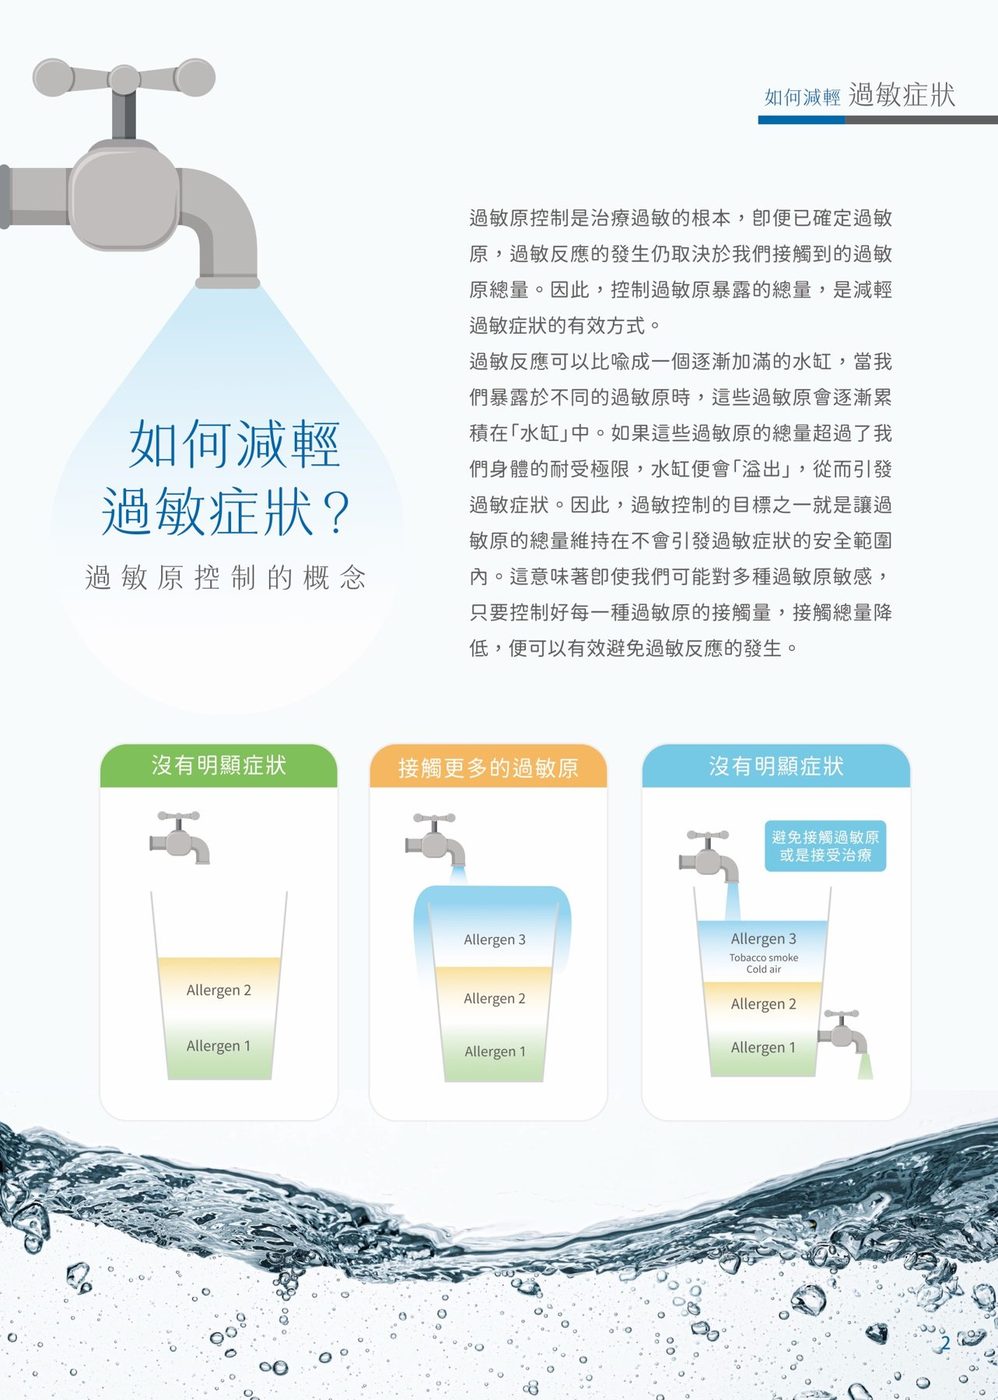 如何減輕 過敏症狀
過敏原控制是治療過敏的根本，即便已確定過敏
原，過敏反應的發生仍取決於我們接觸到的過敏
原總量。因此，控制過敏原暴露的總量，是減輕
過敏症狀的有效方式。
過敏反應可以比喻成一個逐漸加滿的水缸，當我
們暴露於不同的過敏原時，這些過敏原會逐漸累
積在「水缸」中。如果這些過敏原的總量超過了我
們身體的耐受極限，水缸便會「溢出」，從而引發
過敏症狀。因此，過敏控制的目標之一就是讓過
敏原的總量維持在不會引發過敏症狀的安全範圍
內。這意味著即使我們可能對多種過敏原敏感，
只要控制好每一種過敏原的接觸量，接觸總量降
低，便可以有效避免過敏反應的發生。
如何減輕
過敏症狀？
過敏原控制的概念
沒有明顯症狀
Allergen 2
Allergen 1
接觸更多的過敏原
Allergen 3
Allergen 2
Allergen 1
沒有明顯症狀
避免接觸過敏原
或是接受治療
Allergen 3
Tobacco smoke
Cold air
Allergen 2
Allergen 1
2